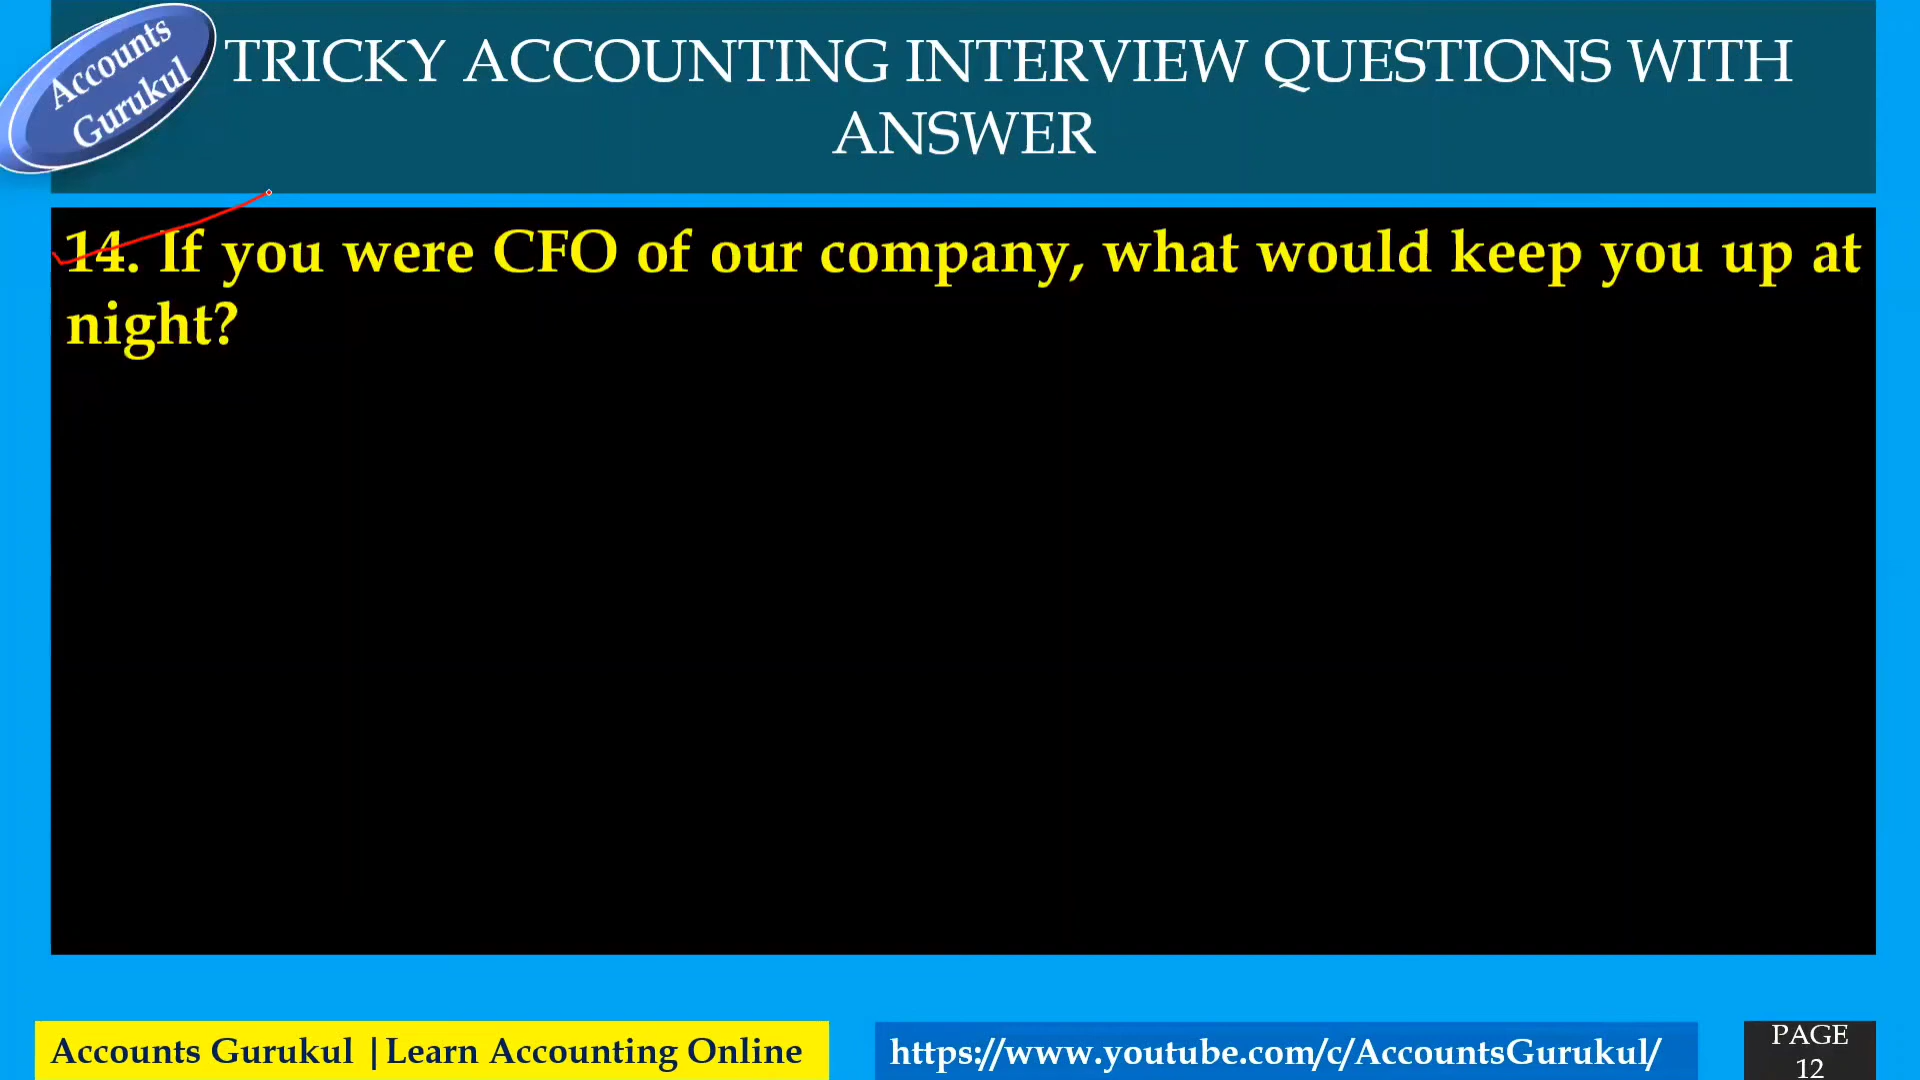 Accounts
Gurukul
TRICKY ACCOUNTING INTERVIEW QUESTIONS WITH
ANSWER
14. If you were CFO of our company, what would keep you up at
night?
Accounts Gurukul | Learn Accounting Online
https://www.youtube.com/c/AccountsGurukul/
PAGE
12